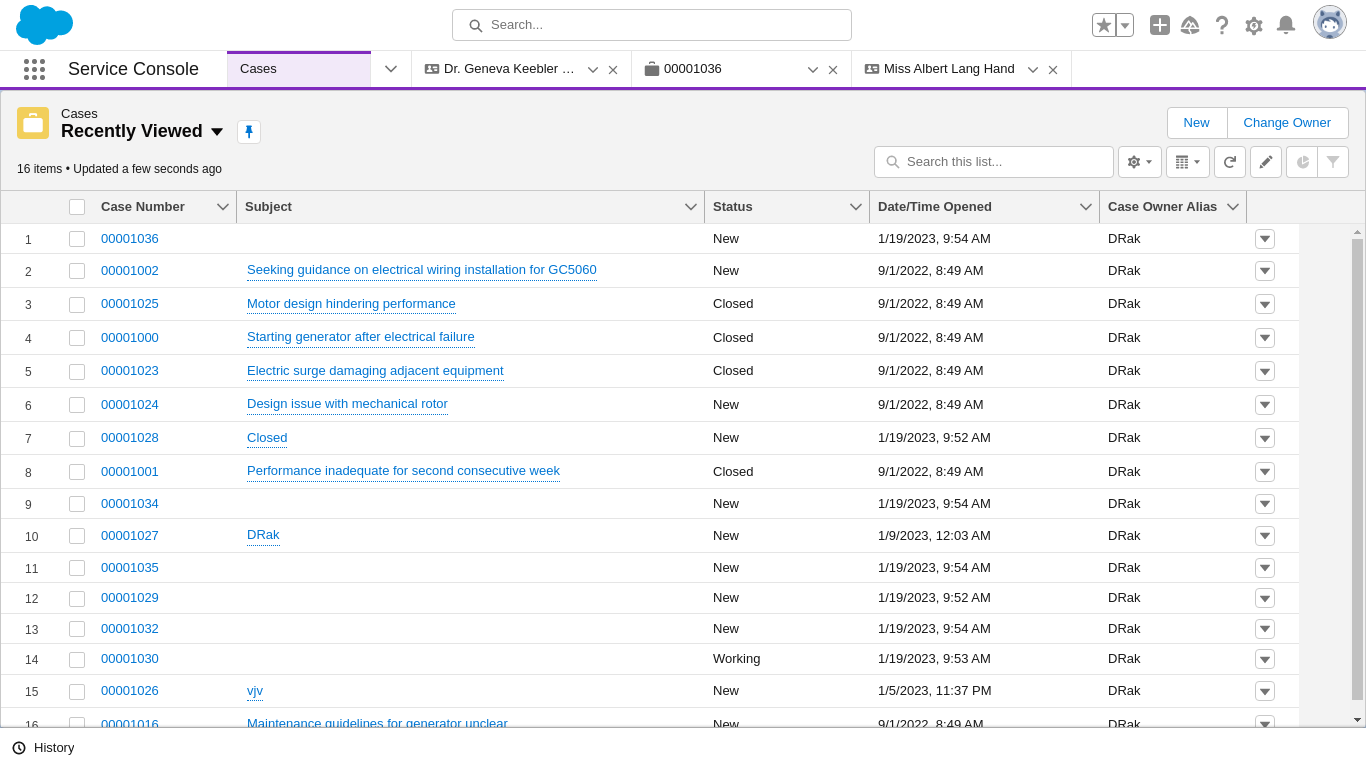 Search...
Service Console
Cases
Dr. Geneva Keebler ...
00001036
Miss Albert Lang Hand
Cases
Recently Viewed
New
Change Owner
16 items • Updated a few seconds ago
Search this list...
Case Number Subject Status Date/Time Opened Case Owner Alias
1 00001036 New 1/19/2023, 9:54 AM DRak
2 00001002 Seeking guidance on electrical wiring installation for GC5060 New 9/1/2022, 8:49 AM DRak
3 00001025 Motor design hindering performance Closed 9/1/2022, 8:49 AM DRak
4 00001000 Starting generator after electrical failure Closed 9/1/2022, 8:49 AM DRak
5 00001023 Electric surge damaging adjacent equipment Closed 9/1/2022, 8:49 AM DRak
6 00001024 Design issue with mechanical rotor New 9/1/2022, 8:49 AM DRak
7 00001028 Closed New 1/19/2023, 9:52 AM DRak
8 00001001 Performance inadequate for second consecutive week Closed 9/1/2022, 8:49 AM DRak
9 00001034 New 1/19/2023, 9:54 AM DRak
10 00001027 DRak New 1/9/2023, 12:03 AM DRak
11 00001035 New 1/19/2023, 9:54 AM DRak
12 00001029 New 1/19/2023, 9:52 AM DRak
13 00001032 New 1/19/2023, 9:54 AM DRak
14 00001030 Working 1/19/2023, 9:53 AM DRak
15 00001026 vjv New 1/5/2023, 11:37 PM DRak
16 00001016 Maintenance guidelines for generator unclear New 9/1/2022, 8:49 AM DRak
History